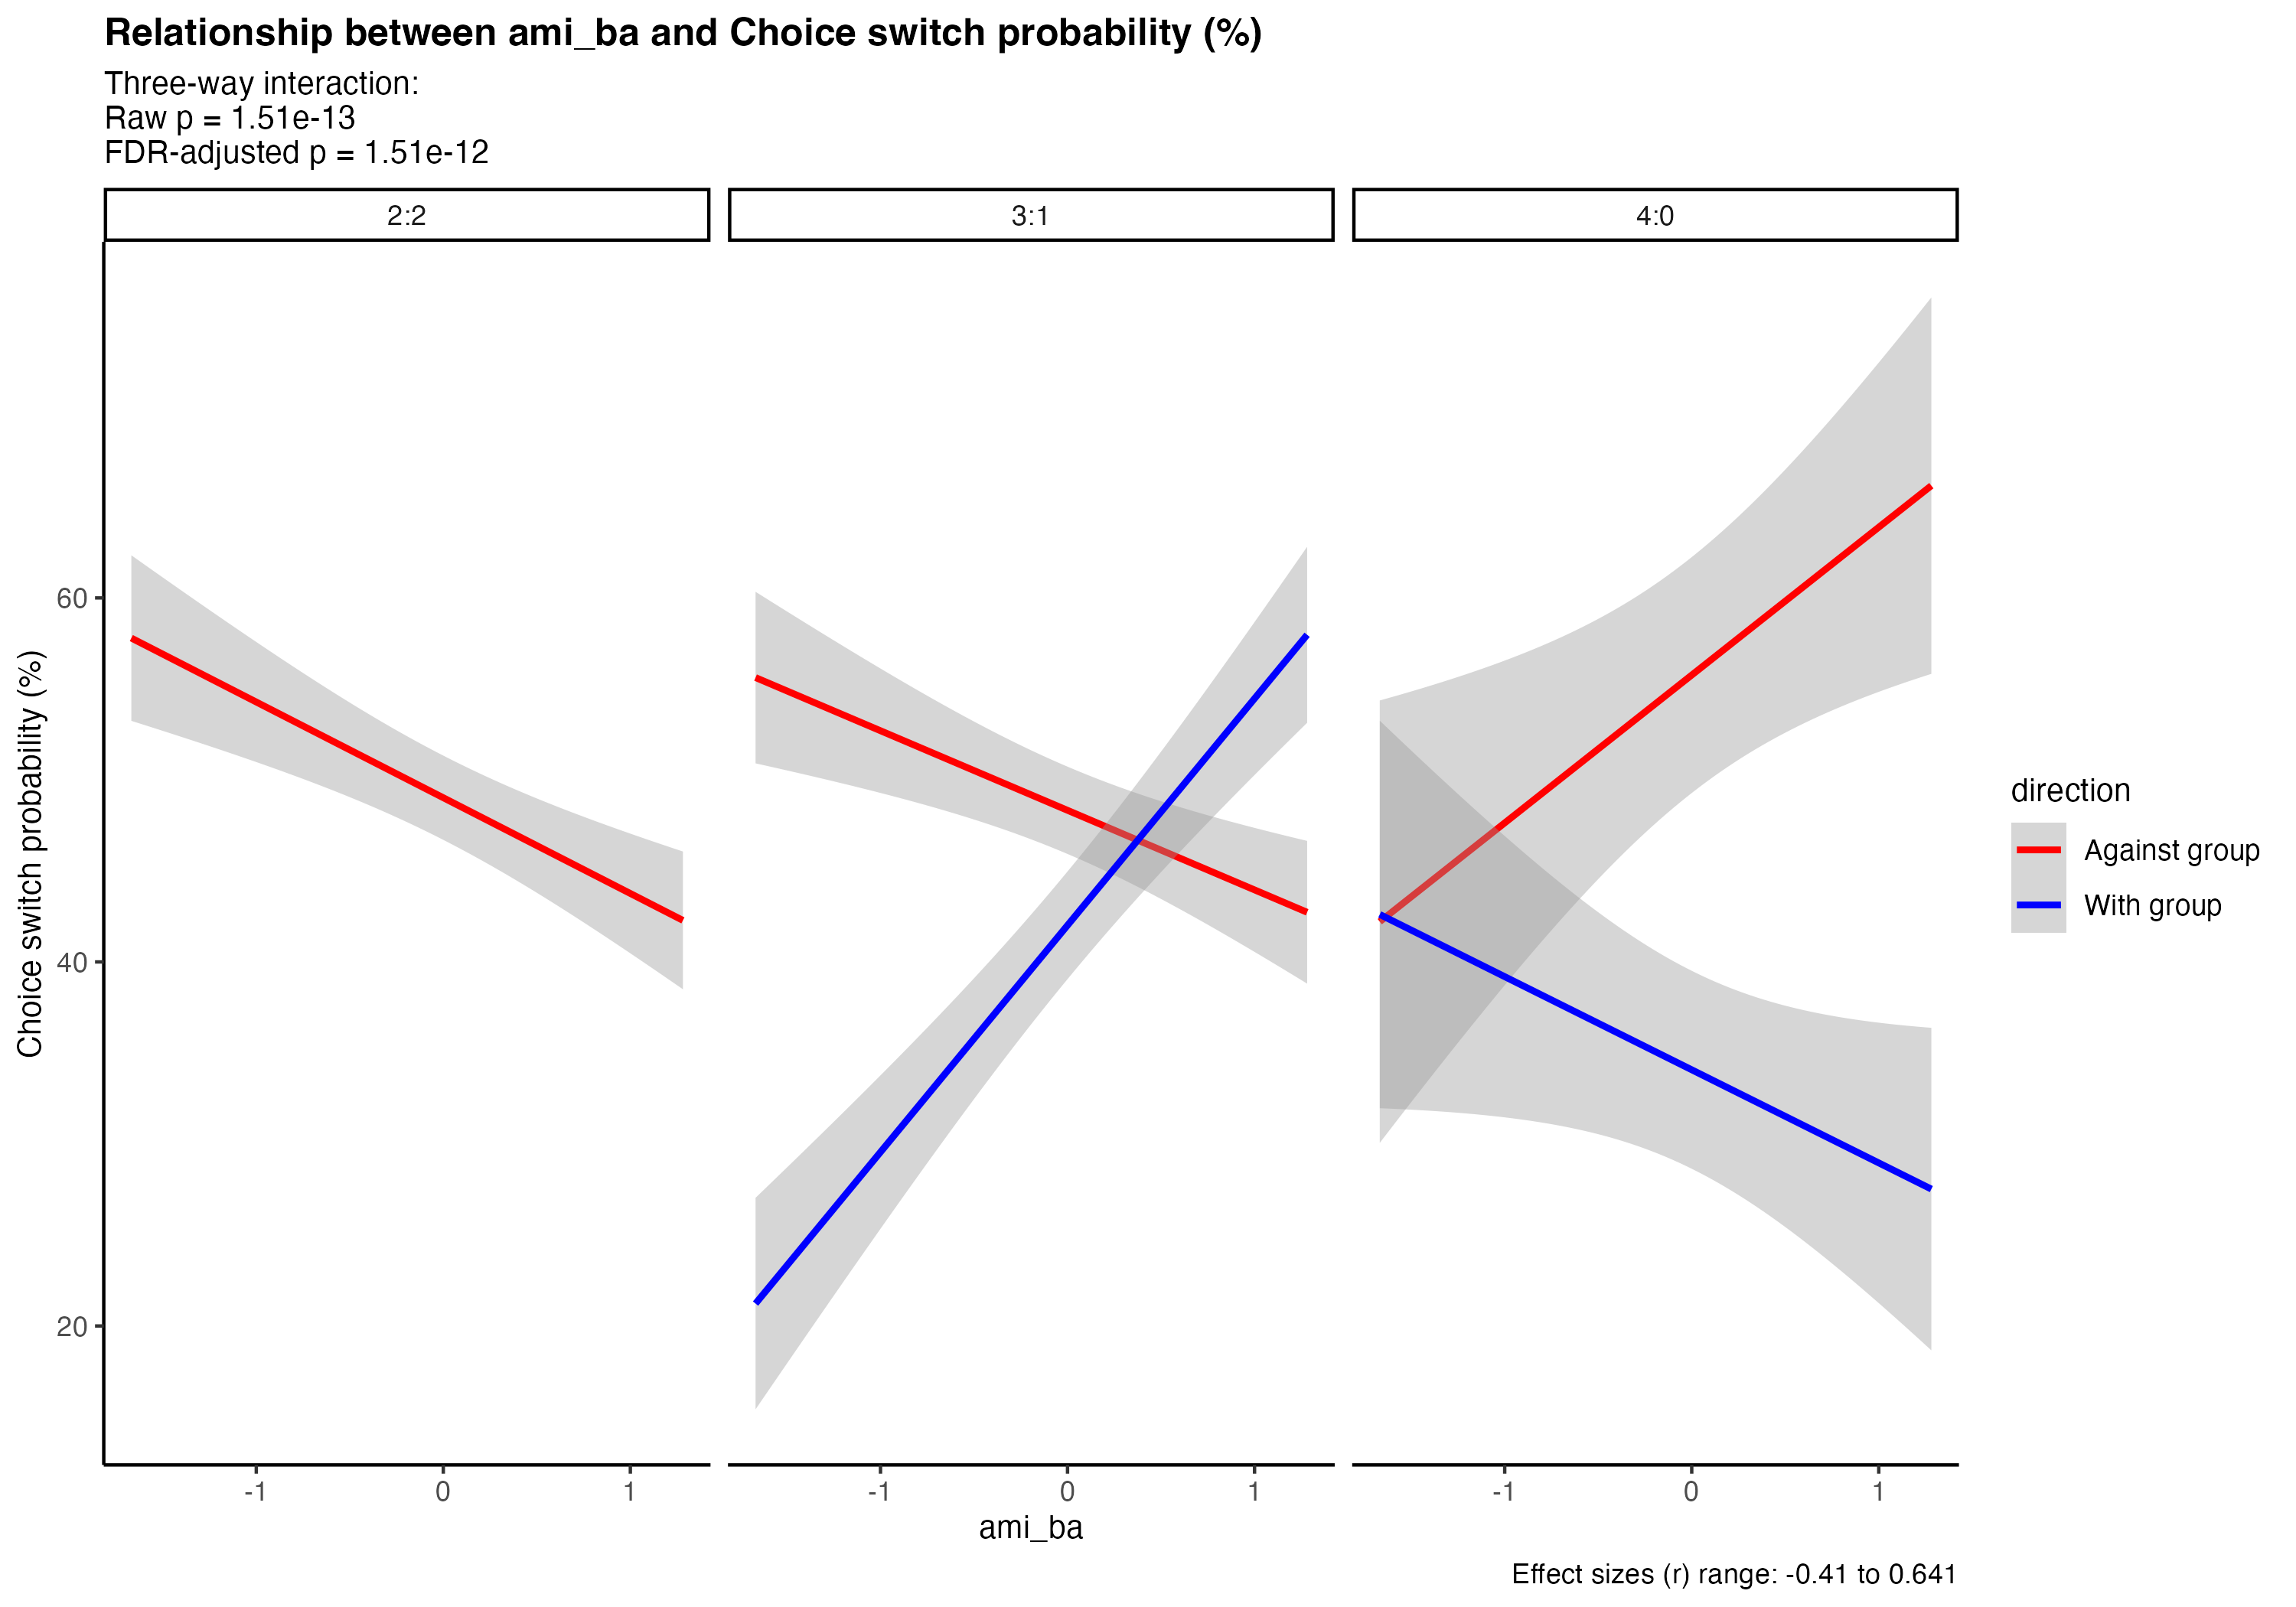 Relationship between ami_ba and Choice switch probability (%)
Three-way interaction:
Raw p = 1.51e-13
FDR-adjusted p = 1.51e-12
2:2
3:1
4:0
Choice switch probability (%)
60
40
20
-1
0
1
-1
0
1
-1
0
1
ami_ba
direction
Against group
With group
Effect sizes (r) range: -0.41 to 0.641